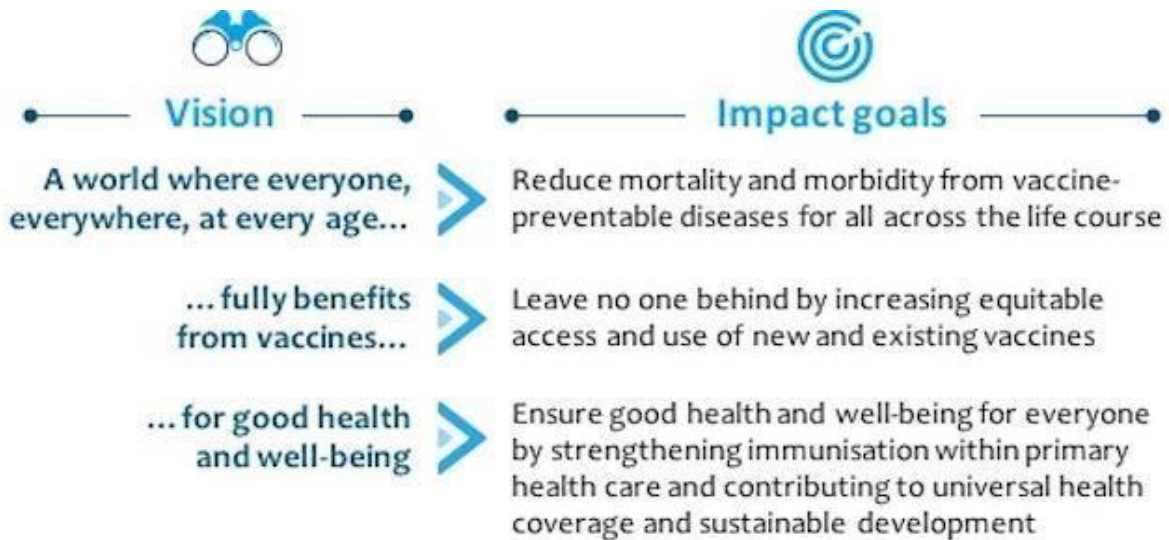 Vision
Impact goals
A world where everyone,
everywhere, at every age...
Reduce mortality and morbidity from vaccine-
preventable diseases for all across the life course
... fully benefits
from vaccines...
Leave no one behind by increasing equitable
access and use of new and existing vaccines
... for good health
and well-being
Ensure good health and well-being for everyone
by strengthening immunisation within primary
health care and contributing to universal health
coverage and sustainable development